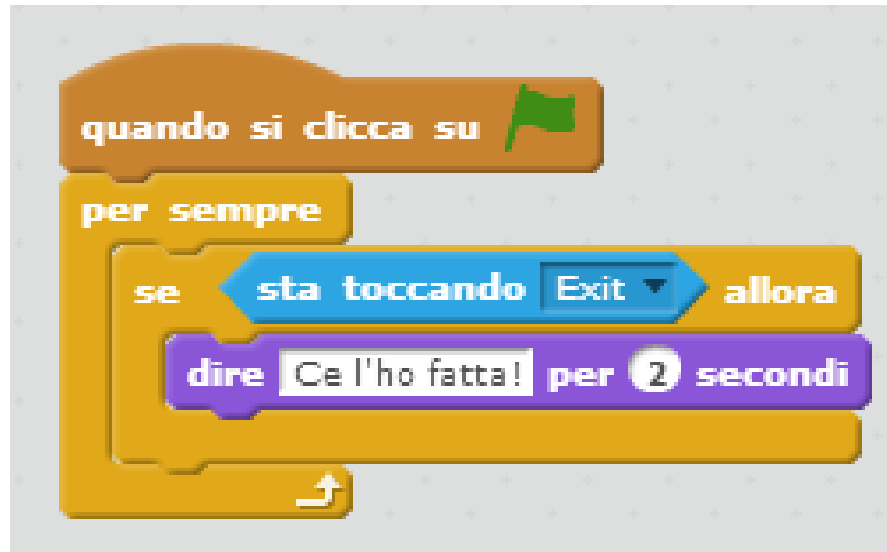 quando si clicca su
per sempre
se sta toccando Exit allora
dire Ce l'ho fatta! per 2 secondi